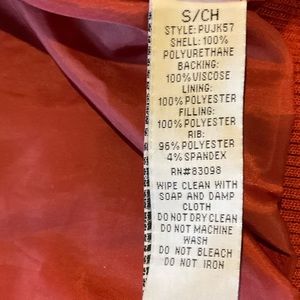 S/CH
STYLE: PUJK57
SHELL: 100%
POLYURETHANE
BACKING:
100% VISCOSE
LINING:
100% POLYESTER
FILLING:
100% POLYESTER
RIB:
96% POLYESTER
4% SPANDEX
RN#83098
WIPE CLEAN WITH
SOAP AND DAMP
CLOTH
DO NOT DRY CLEAN
DO NOT MACHINE
WASH
DO NOT BLEACH
DO NOT IRON